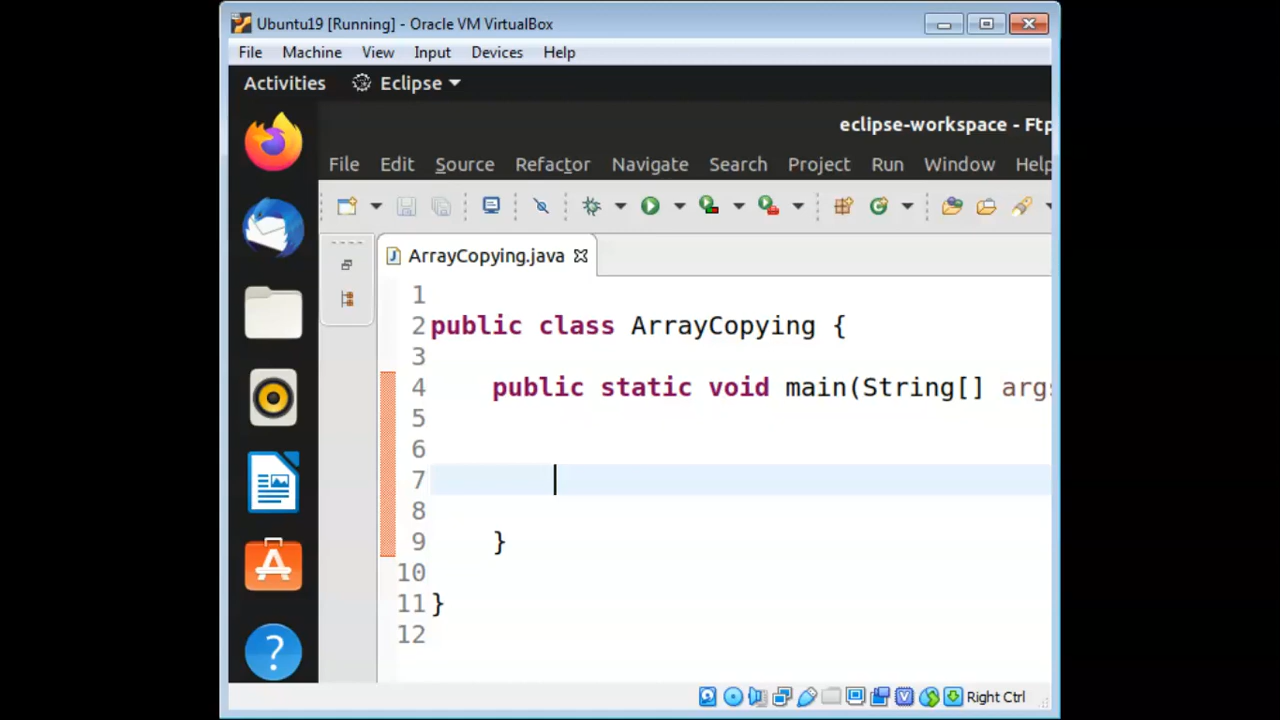 Ubuntu19 [Running] - Oracle VM VirtualBox
File Machine View Input Devices Help
Activities Eclipse
eclipse-workspace - Ftp
File Edit Source Refactor Navigate Search Project Run Window Help
ArrayCopying.java
1
2 public class ArrayCopying {
3
4 public static void main(String[] args
5
6
7
8
9 }
10
11 }
12
Right Ctrl